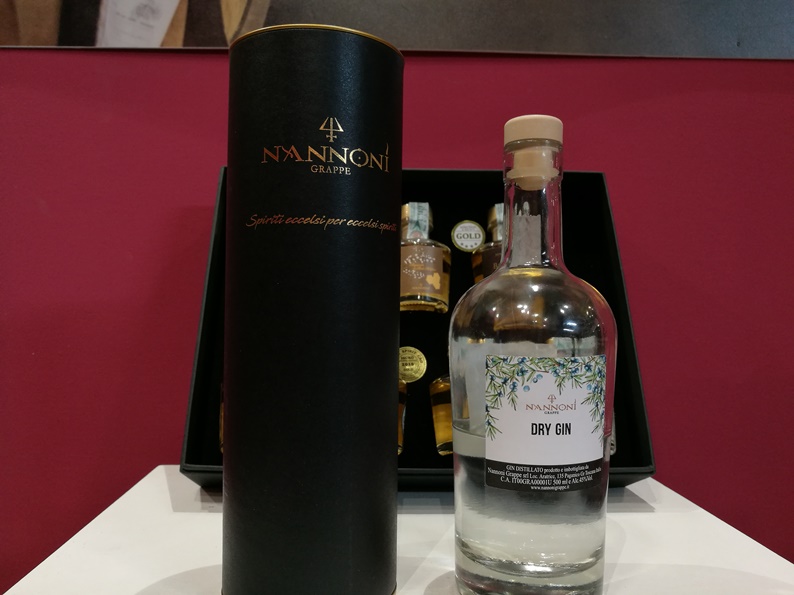 NANNONI
GRAPPE
Spiriti eccelsi per eccelsi spiriti
GOLD
NANNONI
GRAPPE
DRY GIN
GIN DISTILLATO prodotto e imbottigliato da
Nannoni Grappe srl Loc. Aratrice, 135 Paganico Gr Toscana Italia
C.A. IT00GRA00001U 500 ml e Alc.45%Vol.
www.nannonigrappe.it